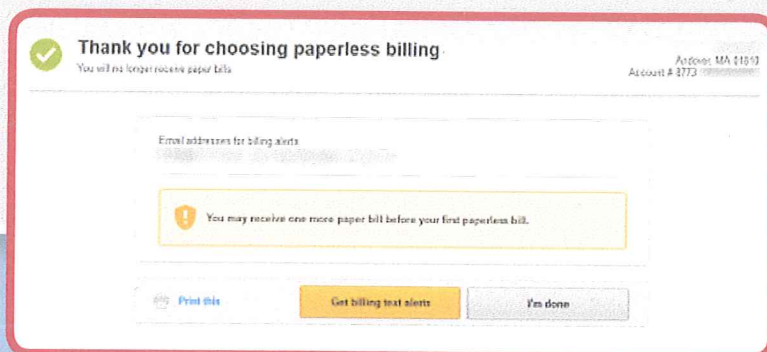 Thank you for choosing paperless billing
You will no longer receive paper bills.
Andover, MA 01810
Account # 8773
Email addresses for billing alerts
You may receive one more paper bill before your first paperless bill.
Print this
Get billing text alerts
I'm done